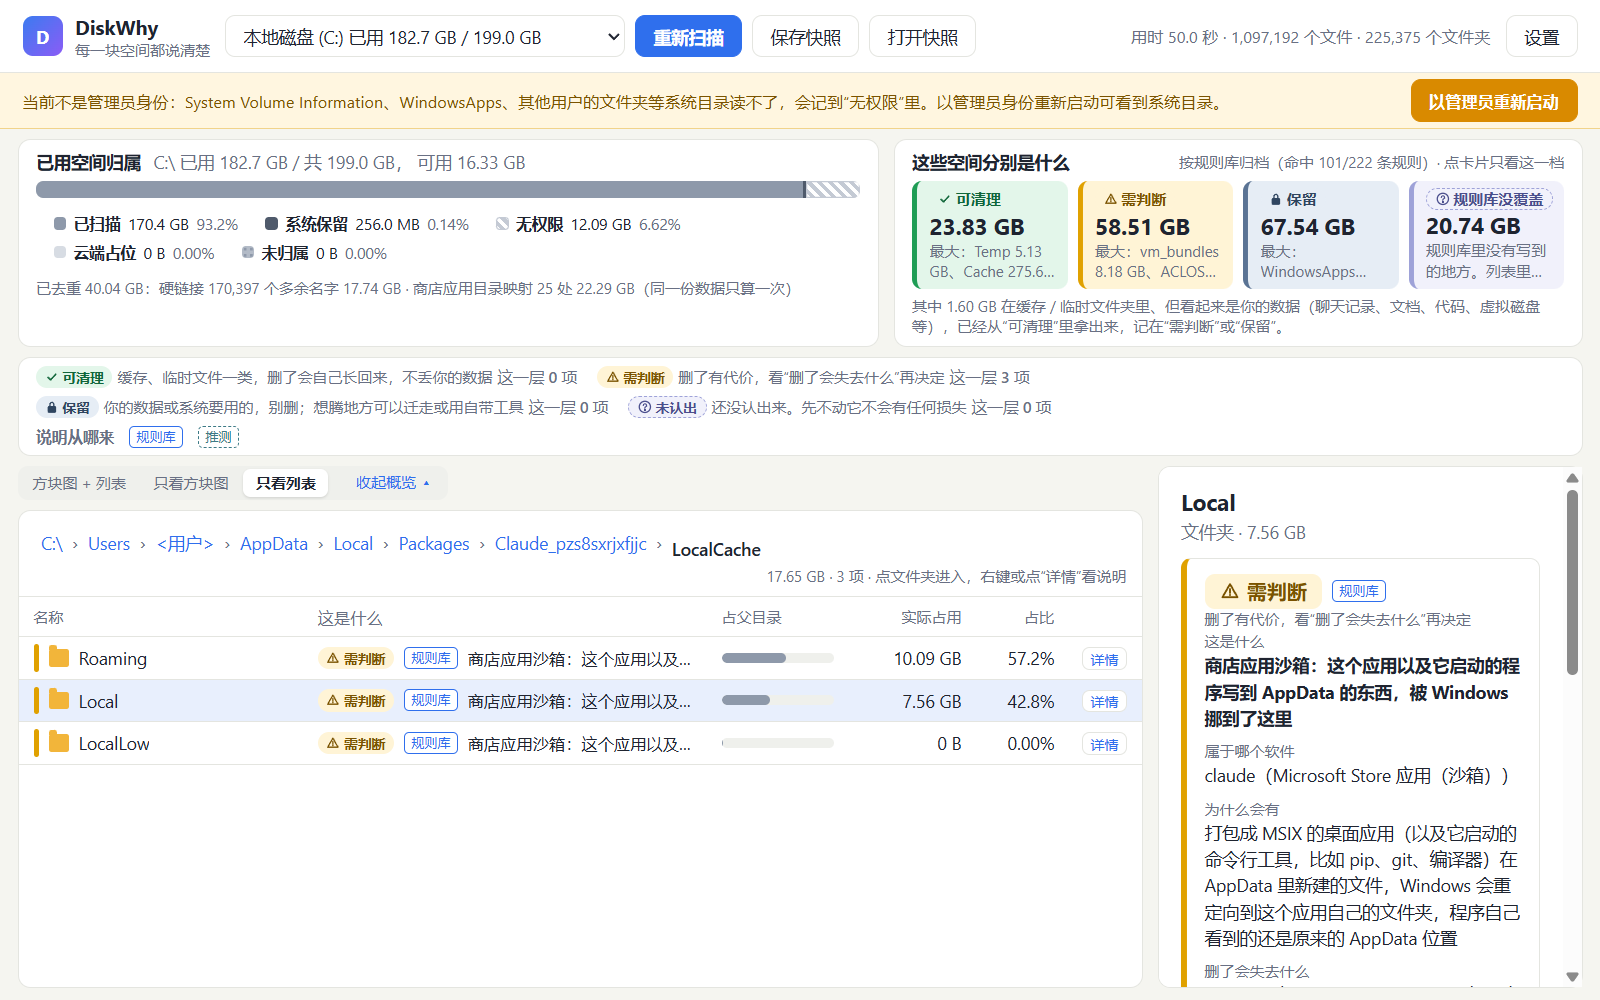 D
DiskWhy
每一块空间都说清楚
本地磁盘 (C:) 已用 182.7 GB / 199.0 GB
重新扫描
保存快照
打开快照
用时 50.0 秒 · 1,097,192 个文件 · 225,375 个文件夹
设置
当前不是管理员身份：System Volume Information、WindowsApps、其他用户的文件夹等系统目录读不了，会记到“无权限”里。以管理员身份重新启动可看到系统目录。
以管理员重新启动
已用空间归属 C:\ 已用 182.7 GB / 共 199.0 GB， 可用 16.33 GB
已扫描 170.4 GB 93.2% 系统保留 256.0 MB 0.14% 无权限 12.09 GB 6.62%
云端占位 0 B 0.00% 未归属 0 B 0.00%
已去重 40.04 GB：硬链接 170,397 个多余名字 17.74 GB · 商店应用目录映射 25 处 22.29 GB（同一份数据只算一次）
这些空间分别是什么
按规则库归档（命中 101/222 条规则）· 点卡片只看这一档
可清理
23.83 GB
最大：Temp 5.13
GB、Cache 275.6...
需判断
58.51 GB
最大：vm_bundles
8.18 GB、ACLOS...
保留
67.54 GB
最大：
WindowsApps...
规则库没覆盖
20.74 GB
规则库里没有写到
的地方。列表里...
其中 1.60 GB 在缓存 / 临时文件夹里、但看起来是你的数据（聊天记录、文档、代码、虚拟磁盘
等），已经从“可清理”里拿出来，记在“需判断”或“保留”。
可清理 缓存、临时文件一类，删了会自己长回来，不丢你的数据 这一层 0 项 需判断 删了有代价，看“删了会失去什么”再决定 这一层 3 项
保留 你的数据或系统要用的，别删；想腾地方可以迁走或用自带工具 这一层 0 项 未认出 还没认出来。先不动它不会有任何损失 这一层 0 项
说明从哪来 规则库 推测
方块图 + 列表 只看方块图 只看列表 收起概览
C:\ › Users › <用户> › AppData › Local › Packages › Claude_pzs8sxrjxfjjc › LocalCache
17.65 GB · 3 项 · 点文件夹进入，右键或点“详情”看说明
名称 这是什么 占父目录 实际占用 占比
Roaming 需判断 规则库 商店应用沙箱：这个应用以及... 10.09 GB 57.2% 详情
Local 需判断 规则库 商店应用沙箱：这个应用以及... 7.56 GB 42.8% 详情
LocalLow 需判断 规则库 商店应用沙箱：这个应用以及... 0 B 0.00% 详情
Local
文件夹 · 7.56 GB
需判断 规则库
删了有代价，看“删了会失去什么”再决定
这是什么
商店应用沙箱：这个应用以及它启动的程
序写到 AppData 的东西，被 Windows
挪到了这里
属于哪个软件
claude（Microsoft Store 应用（沙箱））
为什么会有
打包成 MSIX 的桌面应用（以及它启动的
命令行工具，比如 pip、git、编译器）在
AppData 里新建的文件，Windows 会重
定向到这个应用自己的文件夹，程序自己
看到的还是原来的 AppData 位置
删了会失去什么